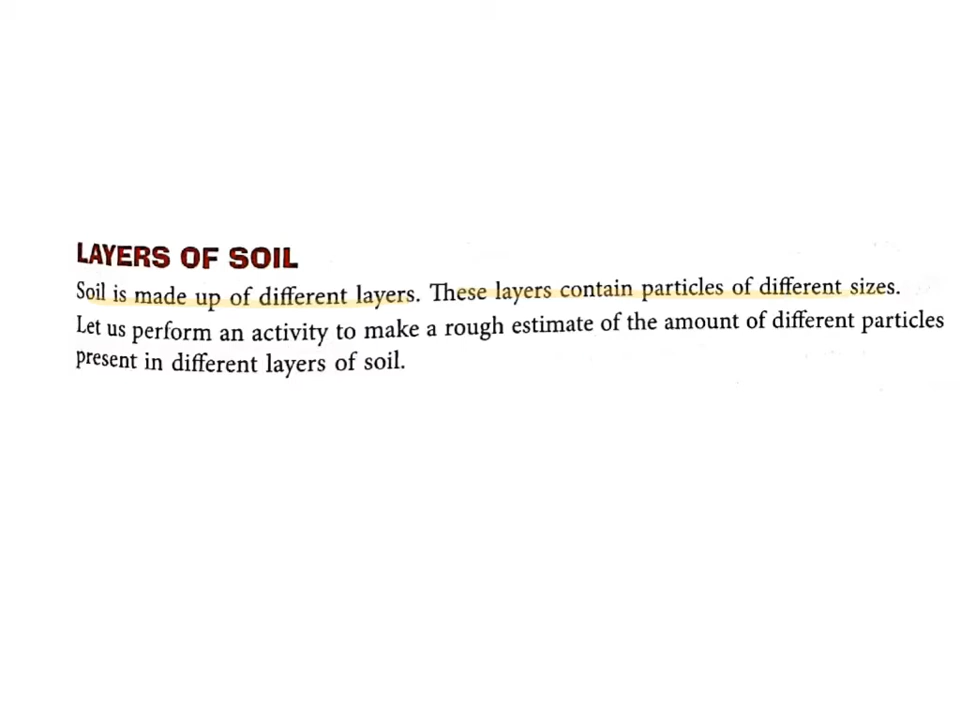 LAYERS OF SOIL
Soil is made up of different layers. These layers contain particles of different sizes.
Let us perform an activity to make a rough estimate of the amount of different particles
present in different layers of soil.